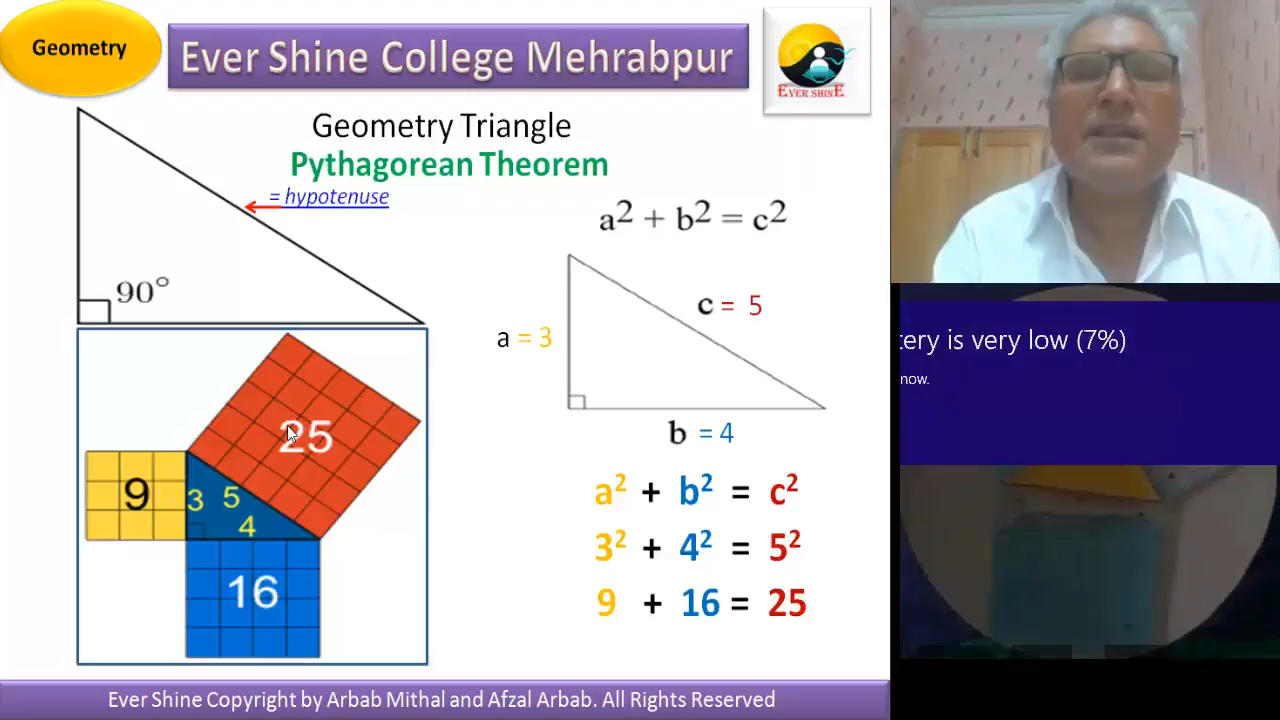 Geometry
Ever Shine College Mehrabpur
EVER SHINE
Geometry Triangle
Pythagorean Theorem
= hypotenuse
90°
a² + b² = c²
c = 5
a = 3
b = 4
25
9
3 5
4
16
a² + b² = c²
3² + 4² = 5²
9 + 16 = 25
tery is very low (7%)
now.
Ever Shine Copyright by Arbab Mithal and Afzal Arbab. All Rights Reserved